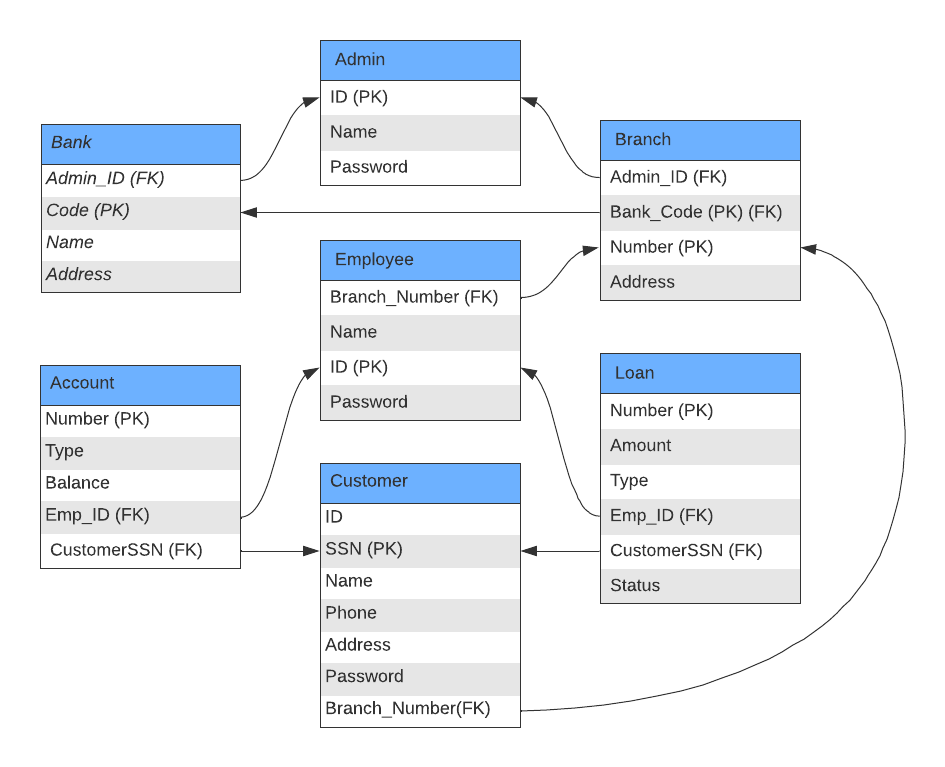 Admin
ID (PK)
Name
Password
Bank
Admin_ID (FK)
Code (PK)
Name
Address
Branch
Admin_ID (FK)
Bank_Code (PK) (FK)
Number (PK)
Address
Employee
Branch_Number (FK)
Name
ID (PK)
Password
Account
Number (PK)
Type
Balance
Emp_ID (FK)
CustomerSSN (FK)
Loan
Number (PK)
Amount
Type
Emp_ID (FK)
CustomerSSN (FK)
Status
Customer
ID
SSN (PK)
Name
Phone
Address
Password
Branch_Number(FK)